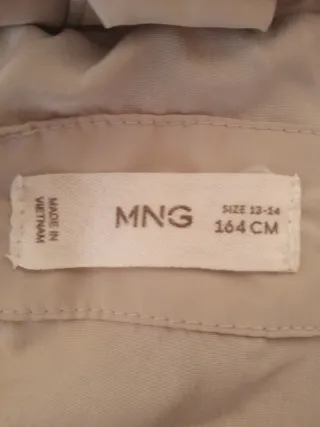 MADE IN
VIETNAM
MNG
SIZE 13-14
164 CM